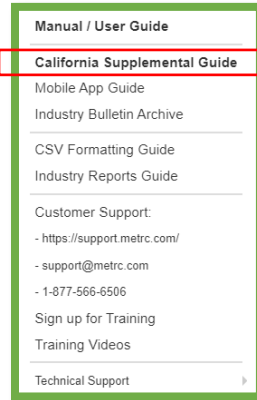 Manual / User Guide
California Supplemental Guide
Mobile App Guide
Industry Bulletin Archive
CSV Formatting Guide
Industry Reports Guide
Customer Support:
- https://support.metrc.com/
- support@metrc.com
- 1-877-566-6506
Sign up for Training
Training Videos
Technical Support